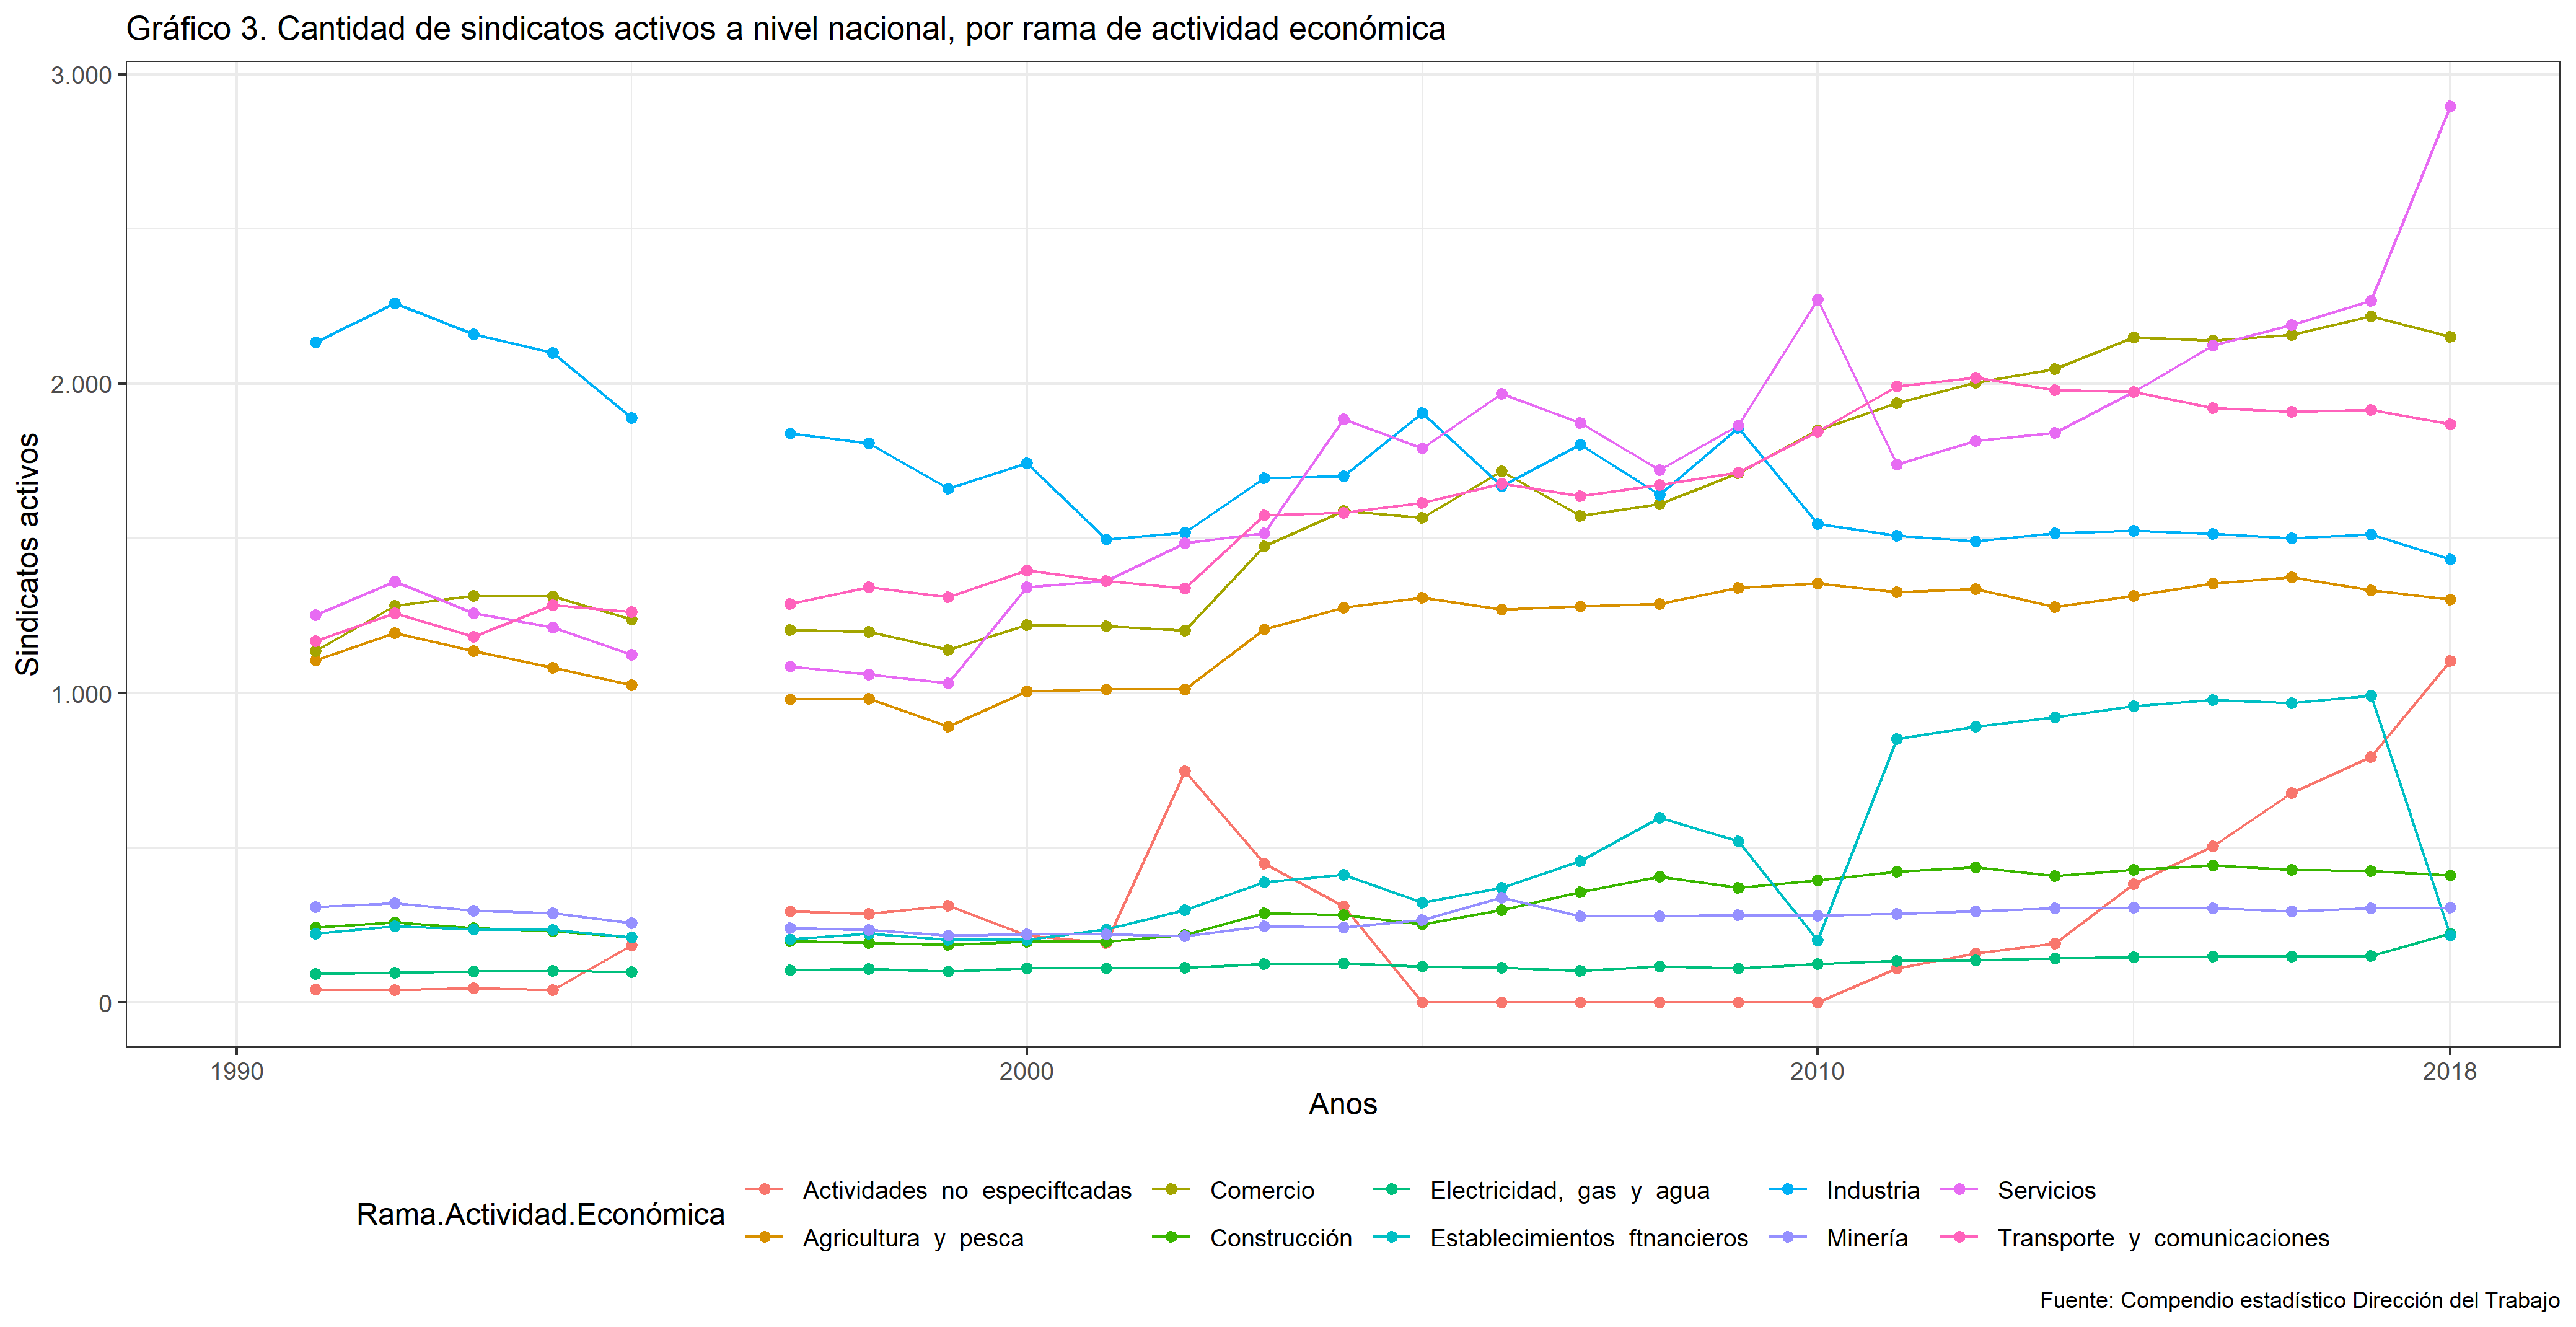 Gráfico 3. Cantidad de sindicatos activos a nivel nacional, por rama de actividad económica
3.000
2.000
1.000
0
Sindicatos activos
1990 2000 2010 2018
Anos
Rama.Actividad.Económica
Actividades no especiftcadas Comercio Electricidad, gas y agua Industria Servicios
Agricultura y pesca Construcción Establecimientos ftnancieros Minería Transporte y comunicaciones
Fuente: Compendio estadístico Dirección del Trabajo